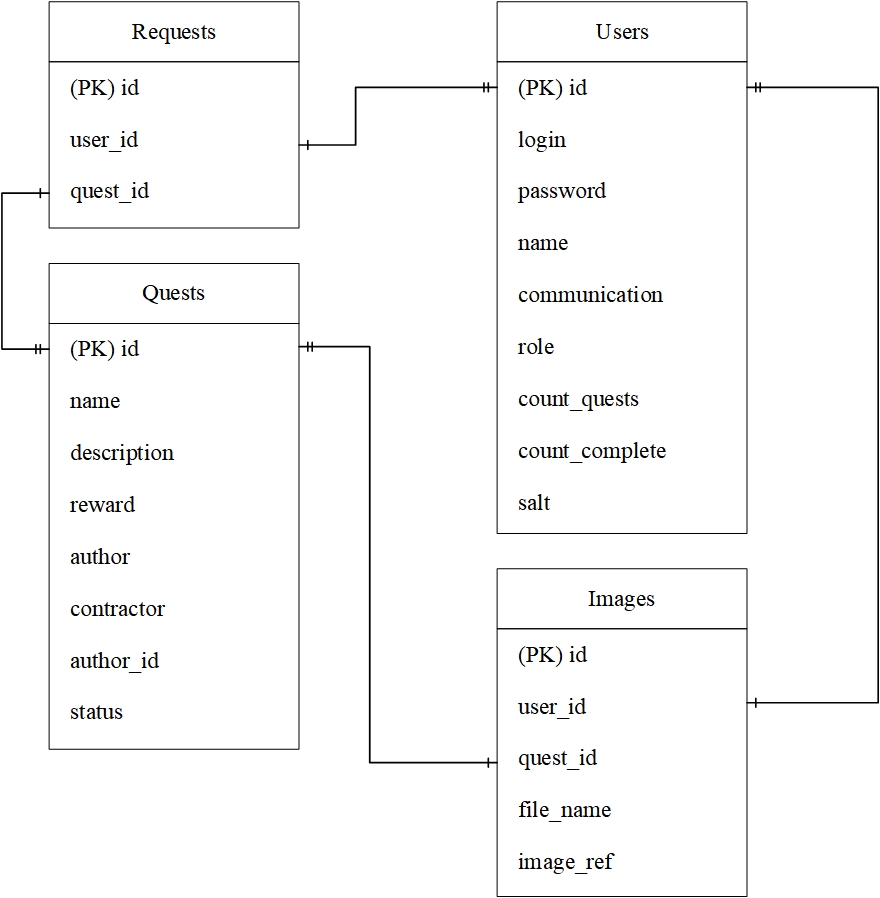 Requests
(PK) id
user_id
quest_id
Users
(PK) id
login
password
name
communication
role
count_quests
count_complete
salt
Quests
(PK) id
name
description
reward
author
contractor
author_id
status
Images
(PK) id
user_id
quest_id
file_name
image_ref